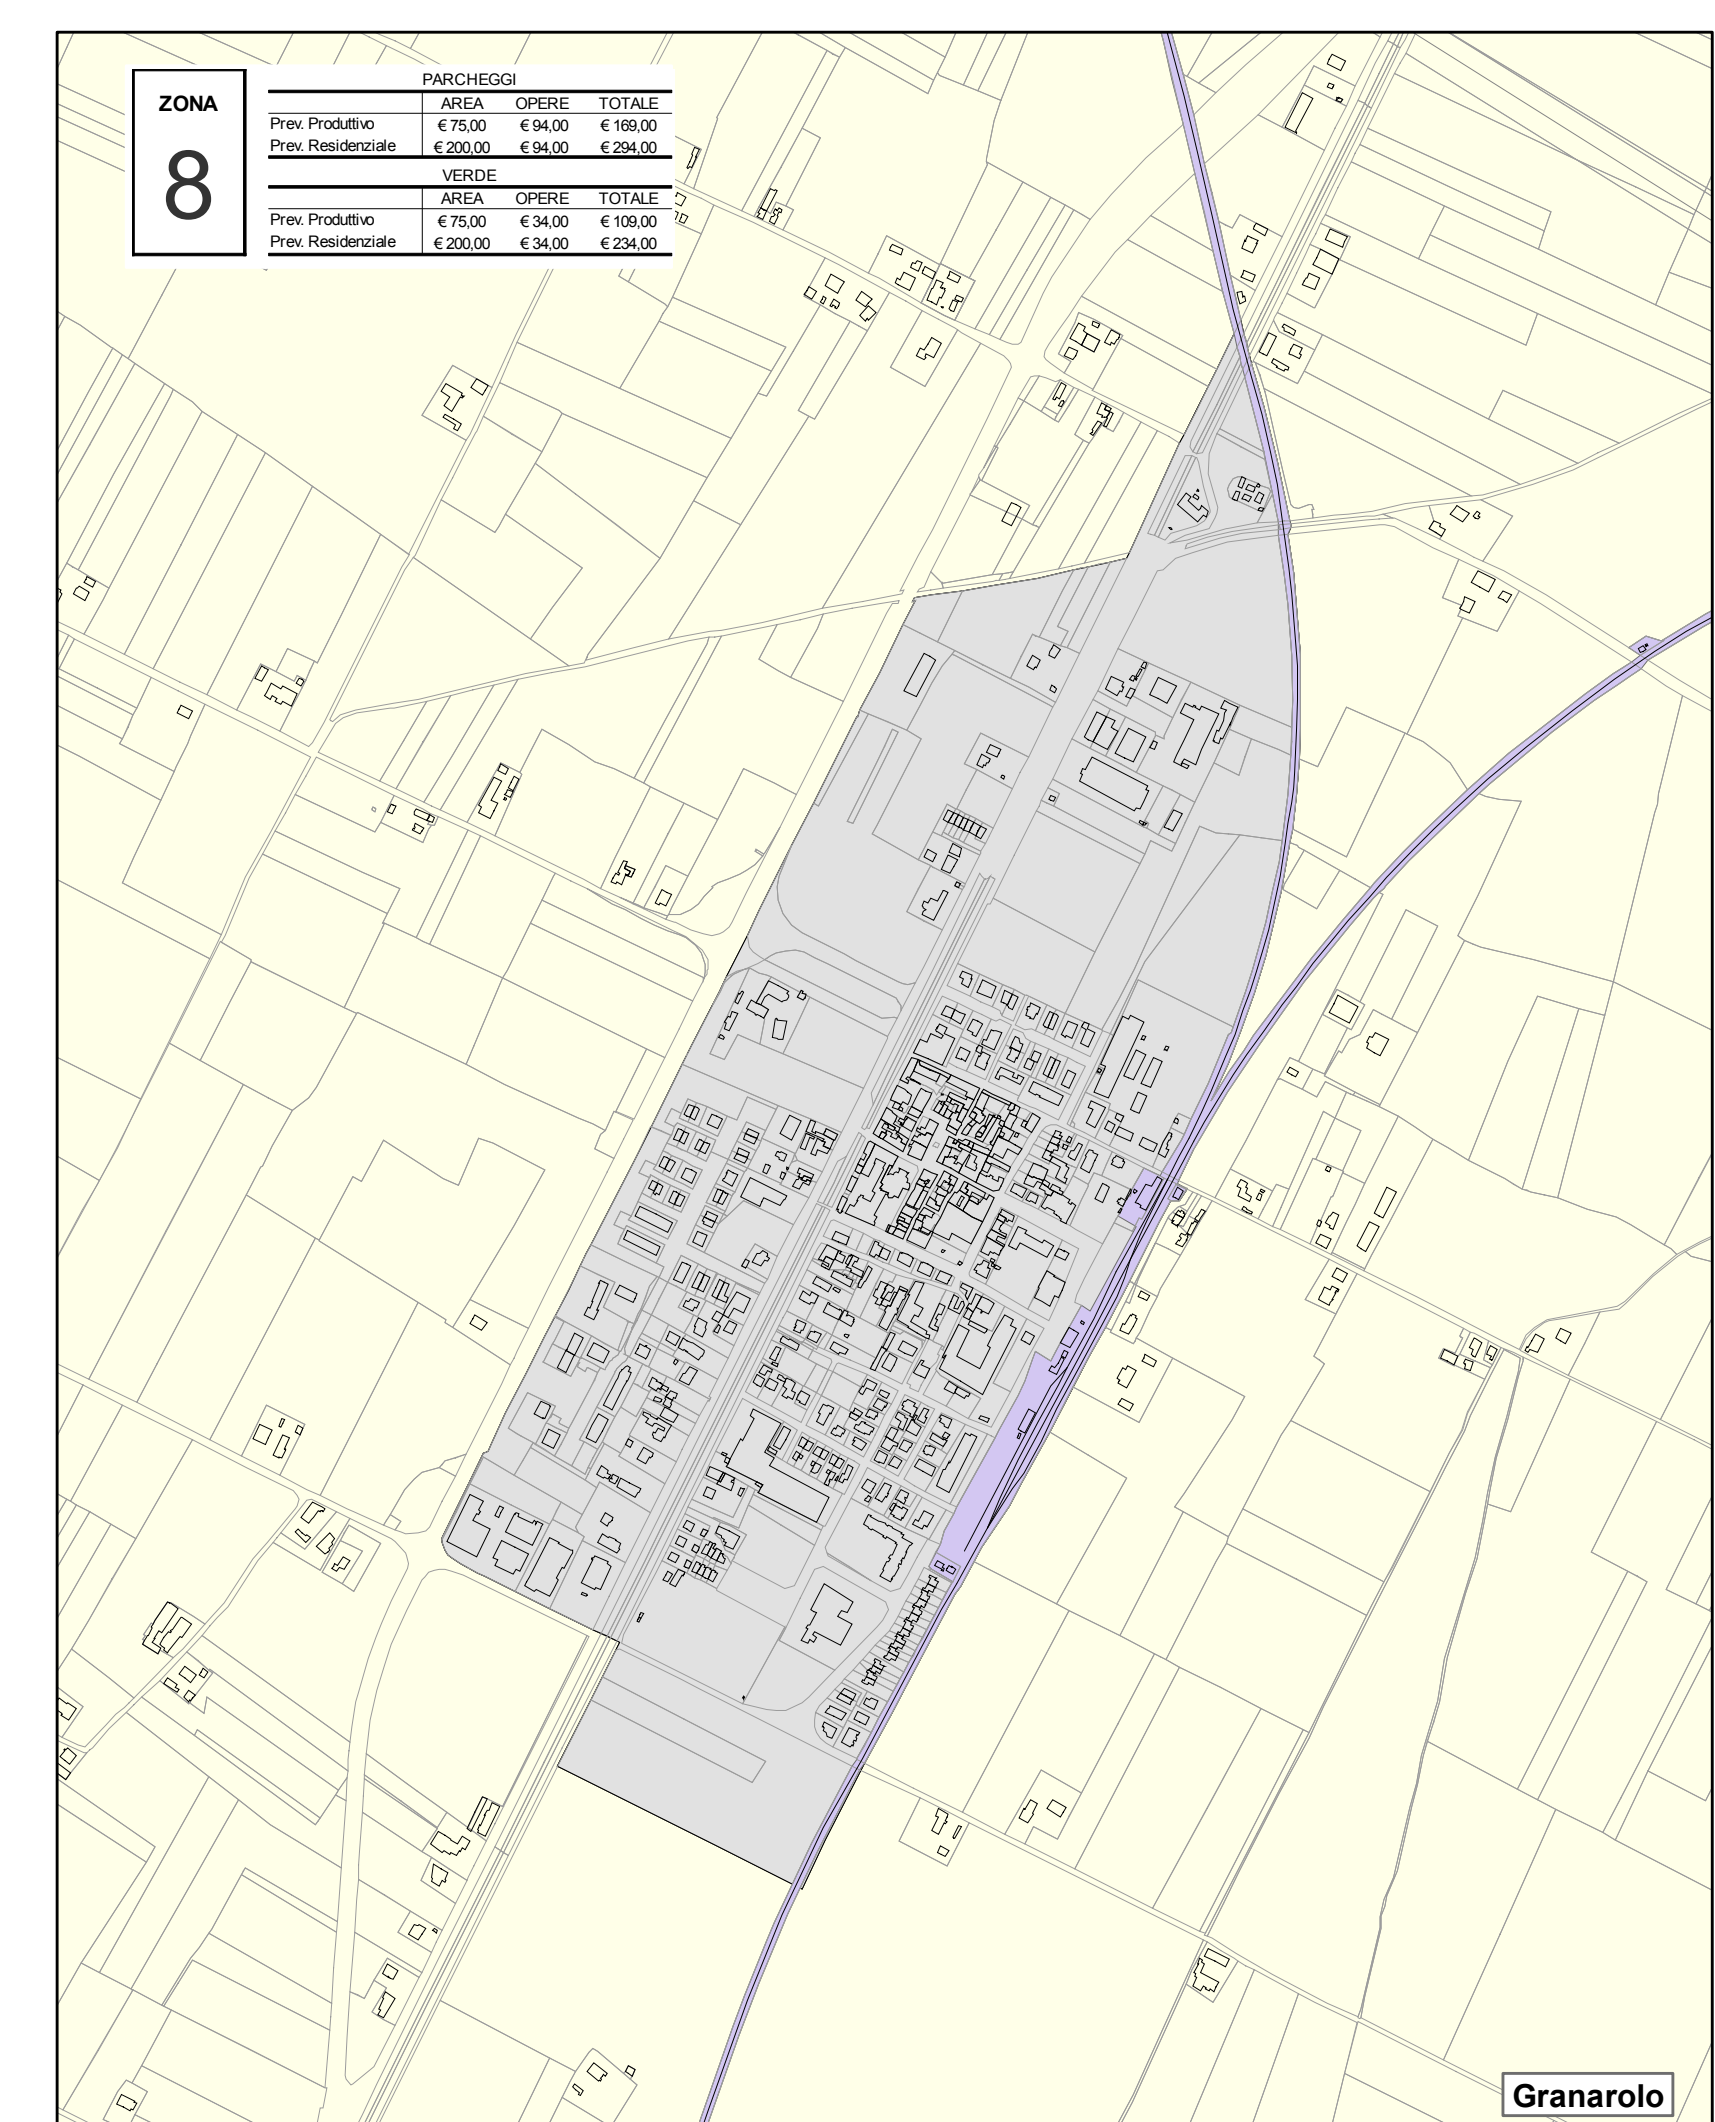 ZONA
8
PARCHEGGI
AREA OPERE TOTALE
Prev. Produttivo € 75,00 € 94,00 € 169,00
Prev. Residenziale € 200,00 € 94,00 € 294,00
VERDE
AREA OPERE TOTALE
Prev. Produttivo € 75,00 € 34,00 € 109,00
Prev. Residenziale € 200,00 € 34,00 € 234,00
Granarolo